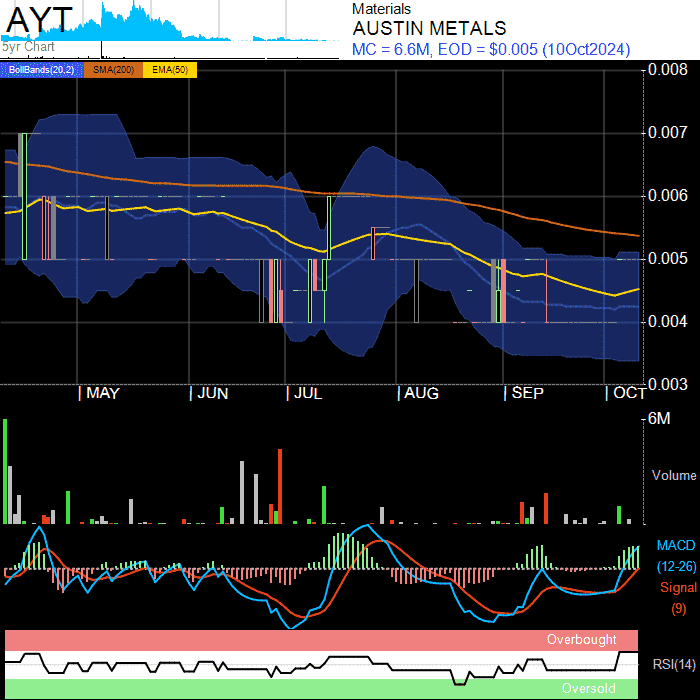 AYT
5yr Chart
Materials
AUSTIN METALS
MC = 6.6M, EOD = $0.005 (10Oct2024)
BollBands(20,2) SMA(200) EMA(50)
0.008
0.007
0.006
0.005
0.004
0.003
| MAY | JUN | JUL | AUG | SEP | OCT
6M
Volume
MACD
(12-26)
Signal
(9)
Overbought
RSI(14)
Oversold